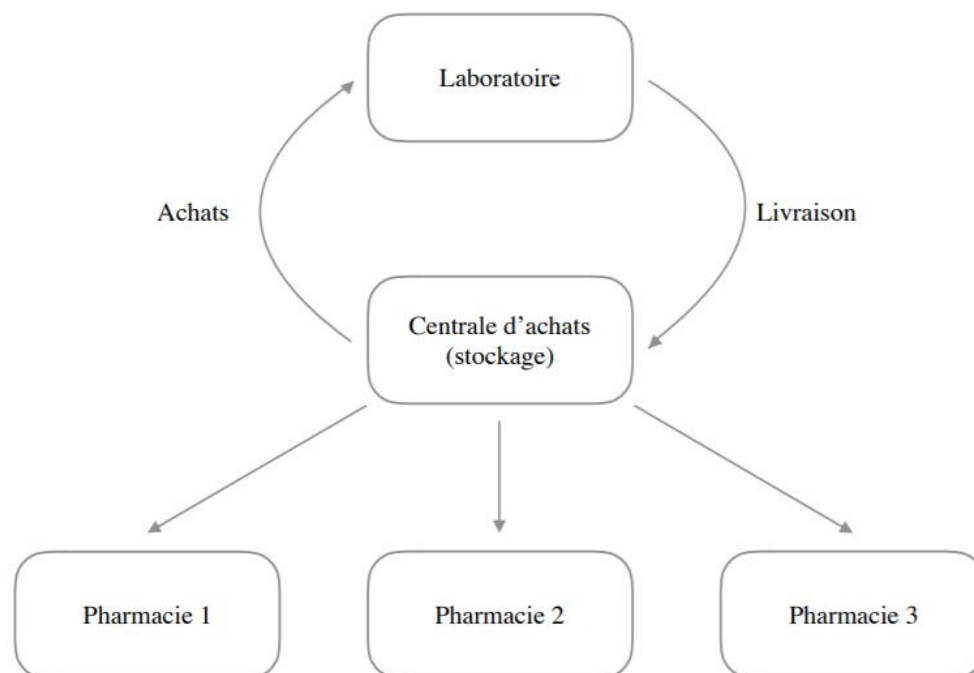 Laboratoire
Achats
Livraison
Centrale d’achats
(stockage)
Pharmacie 1
Pharmacie 2
Pharmacie 3